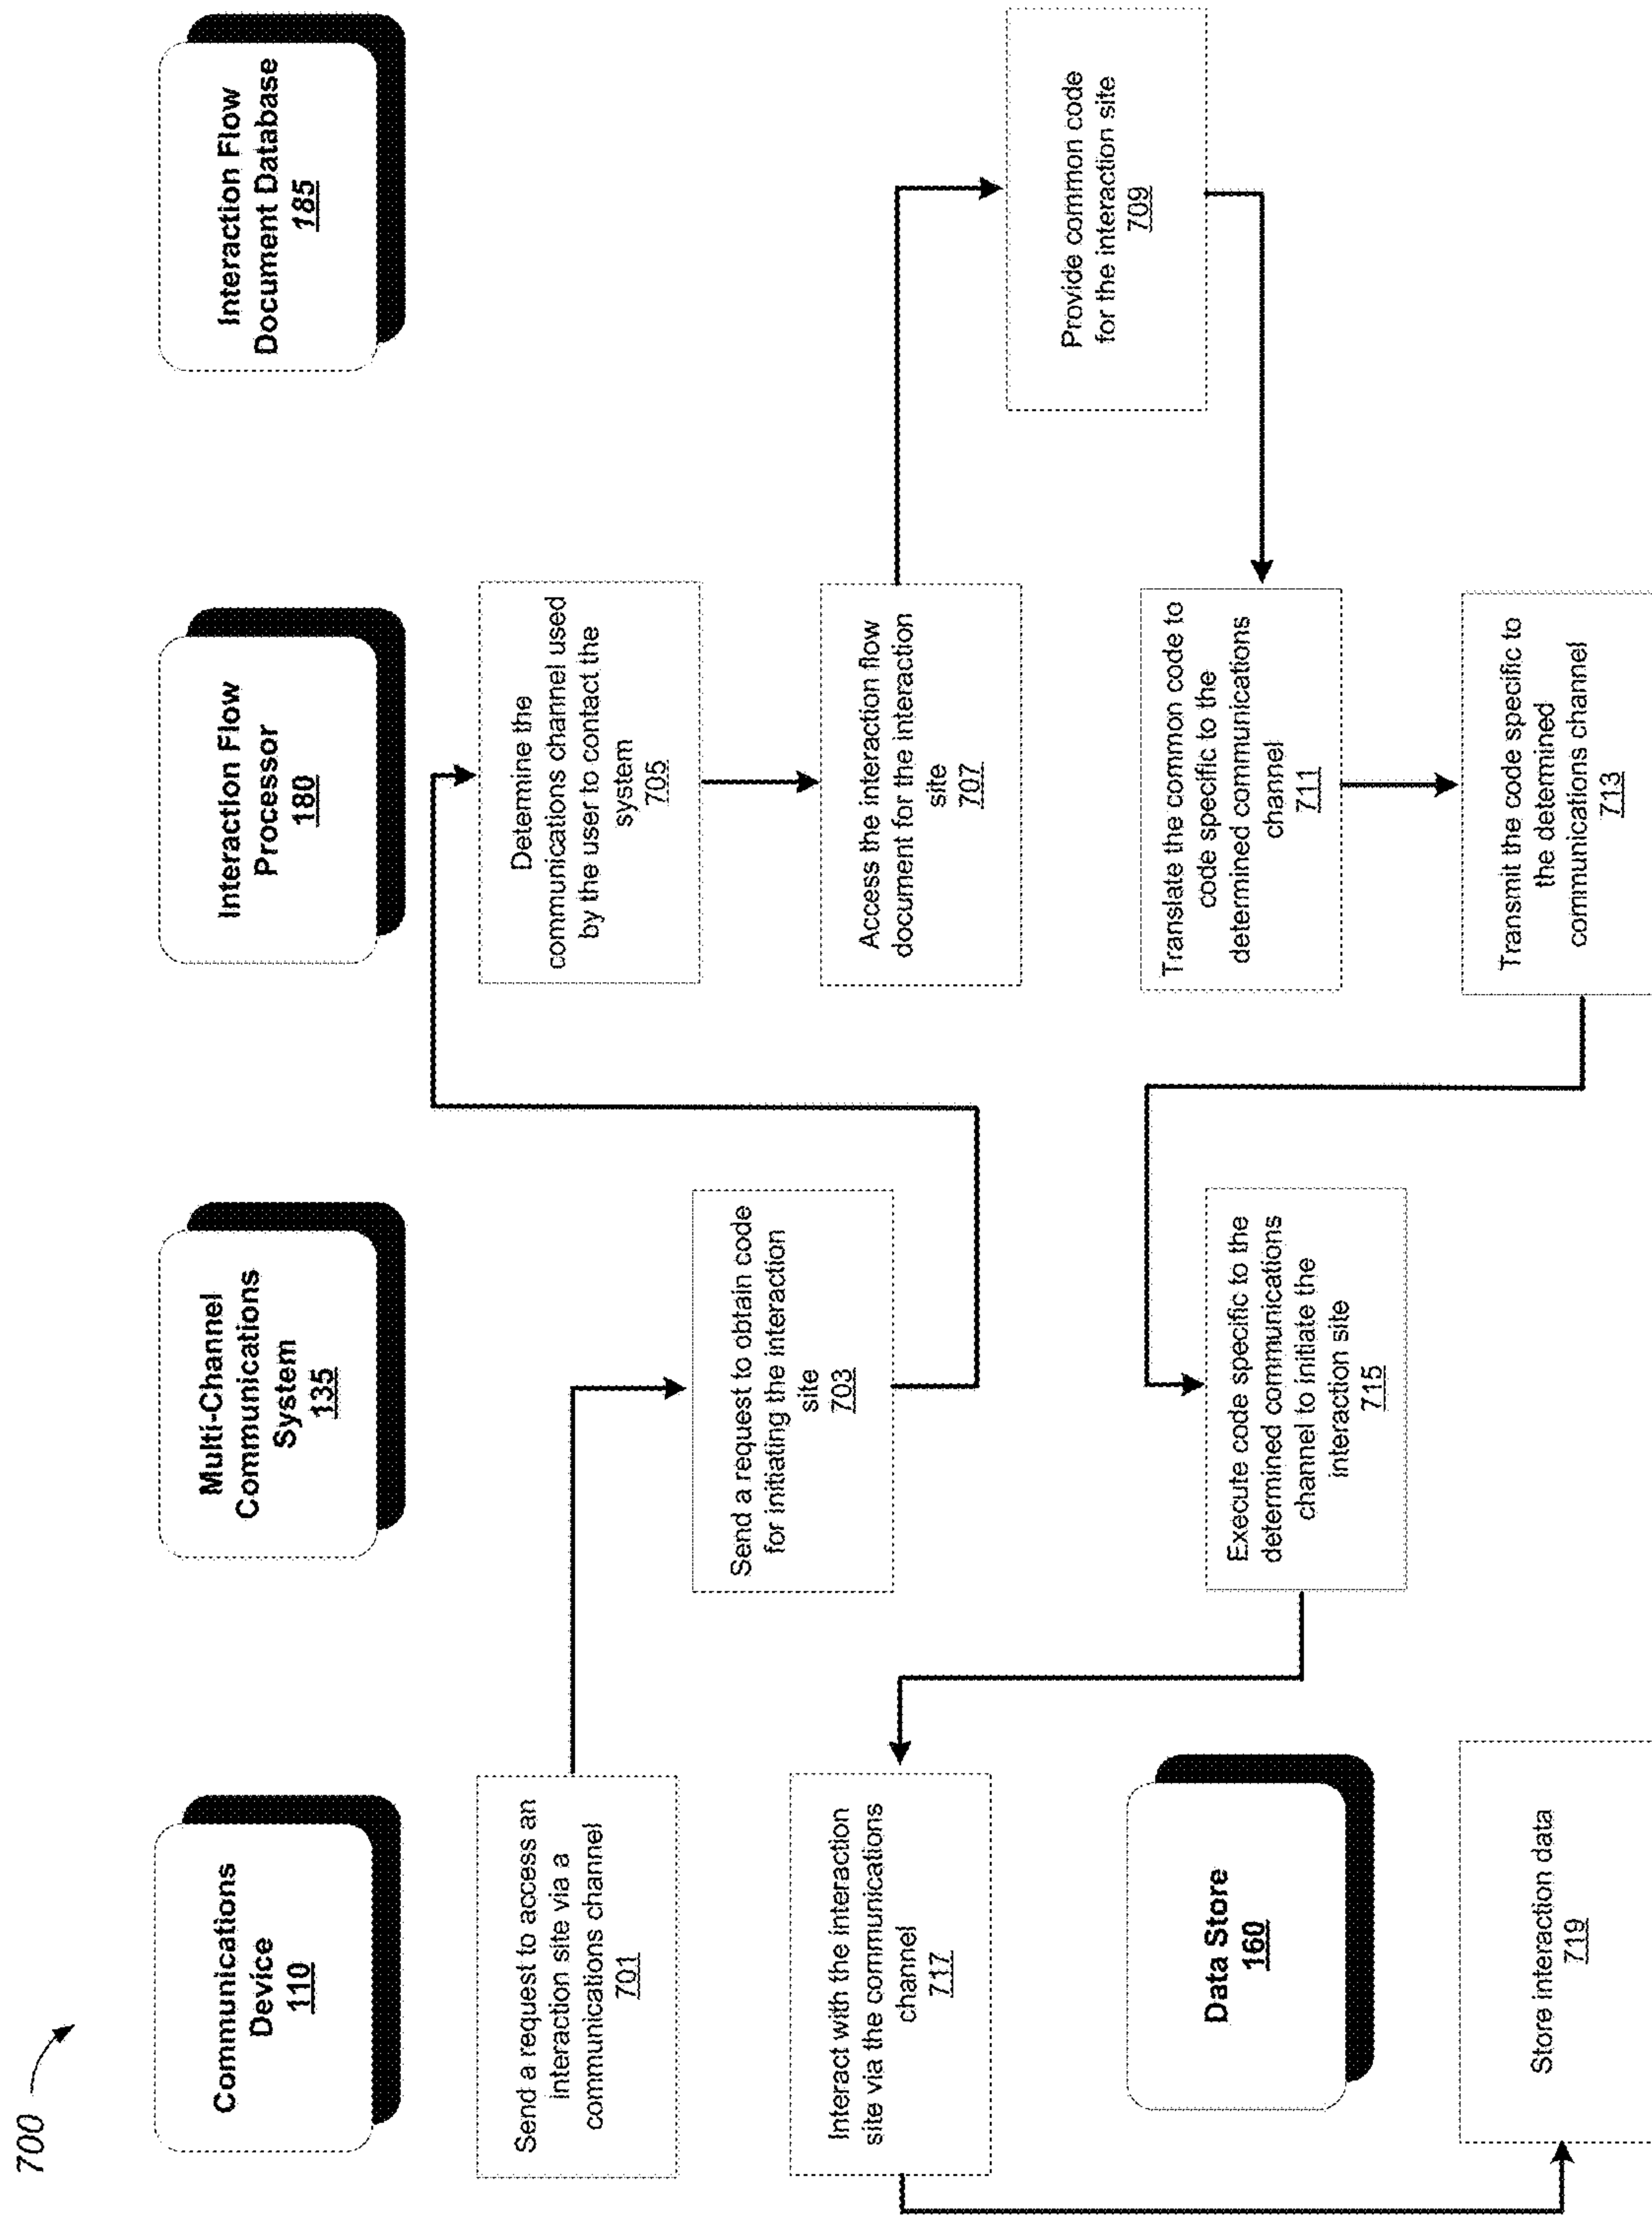 700
Communications
Device
110
Multi-Channel
Communications
System
135
Interaction Flow
Processor
180
Interaction Flow
Document Database
185
Send a request to access an
interaction site via a
communications channel
701
Send a request to obtain code
for initiating the interaction
site
703
Determine the
communications channel used
by the user to contact the
system
705
Access the interaction flow
document for the interaction
site
707
Provide common code
for the interaction site
709
Translate the common code to
code specific to the
determined communications
channel
711
Transmit the code specific to
the determined
communications channel
713
Execute code specific to the
determined communications
channel to initiate the
interaction site
715
Interact with the interaction
site via the communications
channel
717
Data Store
160
Store interaction data
719